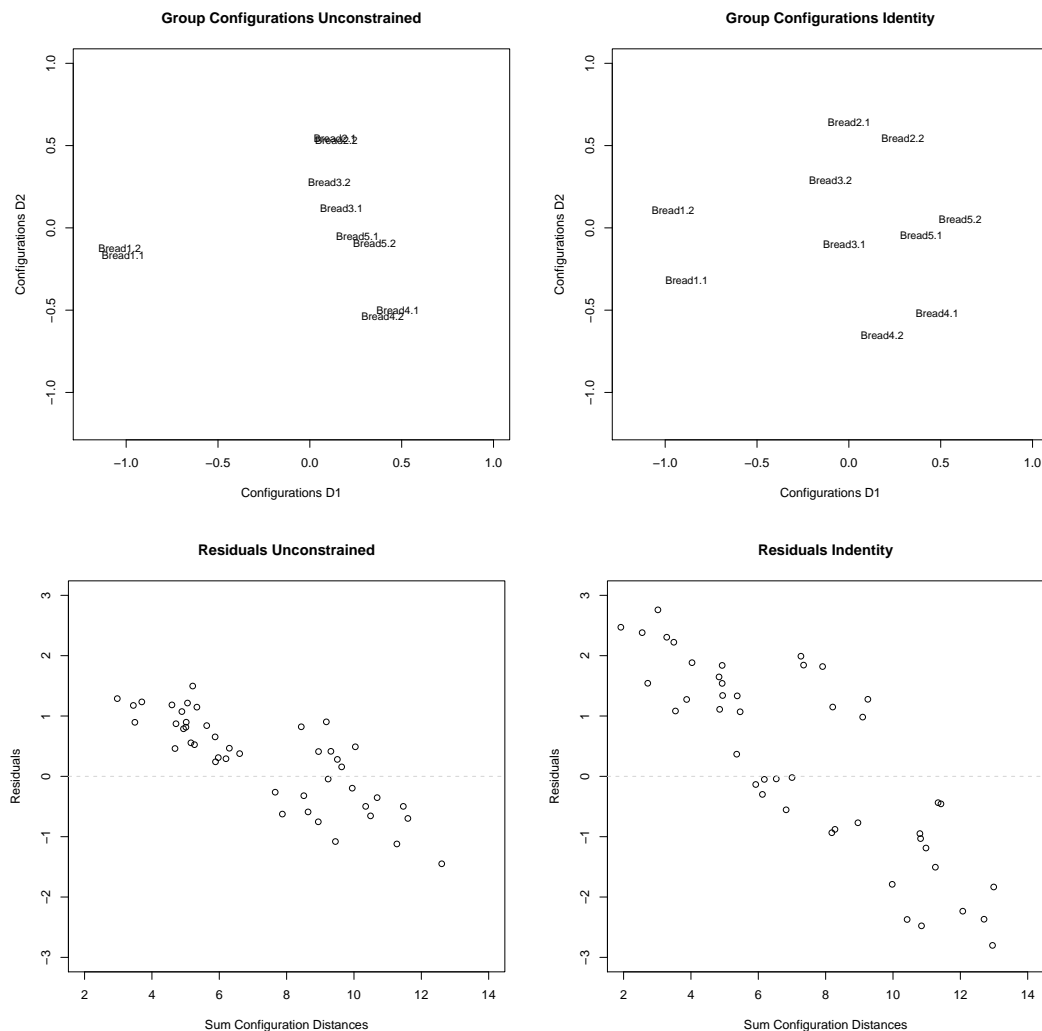 Group Configurations Unconstrained
Configurations D2
1.0
0.5
0.0
−0.5
−1.0
Bread2.1
Bread2.2
Bread3.2
Bread3.1
Bread5.1
Bread5.2
Bread1.2
Bread1.1
Bread4.1
Bread4.2
−1.0 −0.5 0.0 0.5 1.0
Configurations D1
Group Configurations Identity
Configurations D2
1.0
0.5
0.0
−0.5
−1.0
Bread2.1
Bread2.2
Bread3.2
Bread1.2
Bread5.2
Bread5.1
Bread3.1
Bread1.1
Bread4.1
Bread4.2
−1.0 −0.5 0.0 0.5 1.0
Configurations D1
Residuals Unconstrained
Residuals
3
2
1
0
−1
−2
−3
2 4 6 8 10 12 14
Sum Configuration Distances
Residuals Indentity
Residuals
3
2
1
0
−1
−2
−3
2 4 6 8 10 12 14
Sum Configuration Distances